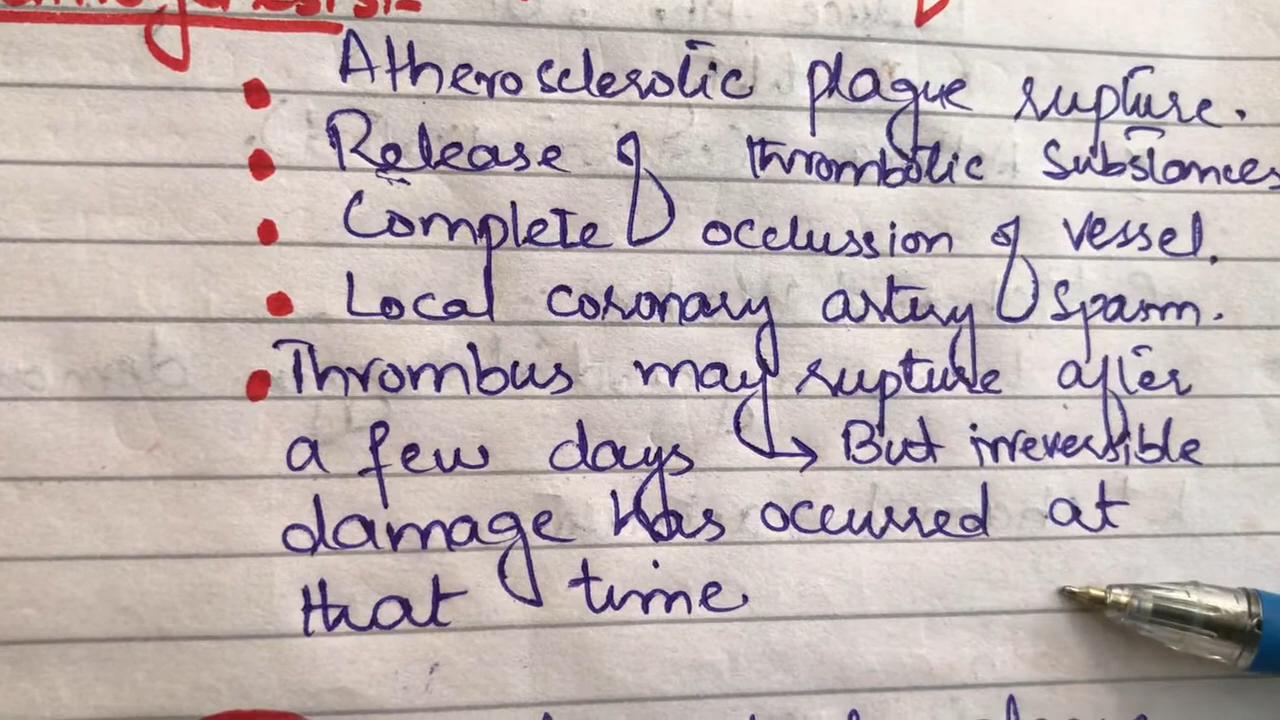 Atherosclerotic plague rupture.
Release of thrombotic Substances
Complete occlussion of vessel.
Local coronary artery spasm.
Thrombus may rupture after
a few days → But irreversible
damage has occurred at
that time